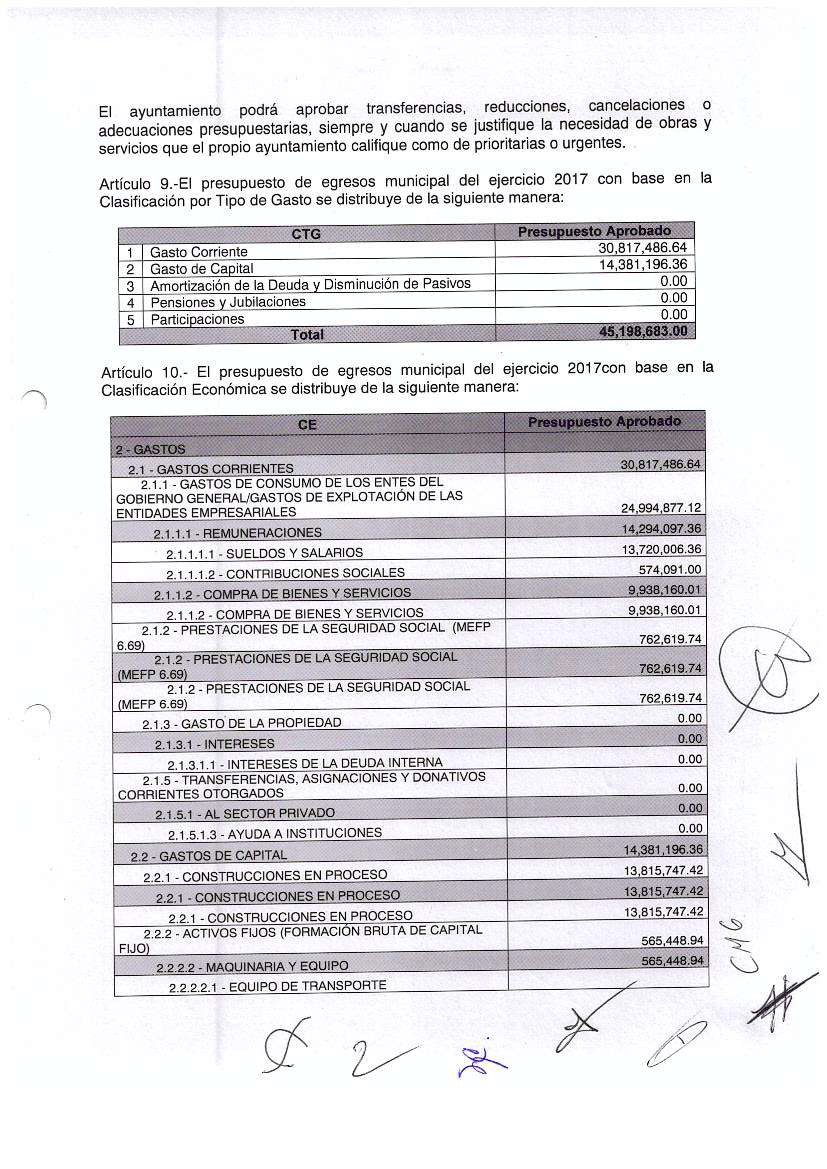 El ayuntamiento podrá aprobar transferencias, reducciones, cancelaciones o
adecuaciones presupuestarias, siempre y cuando se justifique la necesidad de obras y
servicios que el propio ayuntamiento califique como de prioritarias o urgentes.
Artículo 9.-El presupuesto de egresos municipal del ejercicio 2017 con base en la
Clasificación por Tipo de Gasto se distribuye de la siguiente manera:
CTG Presupuesto Aprobado
1 Gasto Corriente 30,817,486.64
2 Gasto de Capital 14,381,196.36
3 Amortización de la Deuda y Disminución de Pasivos 0.00
4 Pensiones y Jubilaciones 0.00
5 Participaciones 0.00
Total 45,198,683.00
Artículo 10.- El presupuesto de egresos municipal del ejercicio 2017con base en la
Clasificación Económica se distribuye de la siguiente manera:
CE Presupuesto Aprobado
2 - GASTOS
2.1 - GASTOS CORRIENTES 30,817,486.64
2.1.1 - GASTOS DE CONSUMO DE LOS ENTES DEL
GOBIERNO GENERAL/GASTOS DE EXPLOTACIÓN DE LAS
ENTIDADES EMPRESARIALES 24,994,877.12
2.1.1.1 - REMUNERACIONES 14,294,097.36
2.1.1.1.1 - SUELDOS Y SALARIOS 13,720,006.36
2.1.1.1.2 - CONTRIBUCIONES SOCIALES 574,091.00
2.1.1.2 - COMPRA DE BIENES Y SERVICIOS 9,938,160.01
2.1.1.2 - COMPRA DE BIENES Y SERVICIOS 9,938,160.01
2.1.2 - PRESTACIONES DE LA SEGURIDAD SOCIAL (MEFP
6.69) 762,619.74
2.1.2 - PRESTACIONES DE LA SEGURIDAD SOCIAL
(MEFP 6.69) 762,619.74
2.1.2 - PRESTACIONES DE LA SEGURIDAD SOCIAL
(MEFP 6.69) 762,619.74
2.1.3 - GASTO DE LA PROPIEDAD 0.00
2.1.3.1 - INTERESES 0.00
2.1.3.1.1 - INTERESES DE LA DEUDA INTERNA 0.00
2.1.5 - TRANSFERENCIAS, ASIGNACIONES Y DONATIVOS
CORRIENTES OTORGADOS 0.00
2.1.5.1 - AL SECTOR PRIVADO 0.00
2.1.5.1.3 - AYUDA A INSTITUCIONES 0.00
2.2 - GASTOS DE CAPITAL 14,381,196.36
2.2.1 - CONSTRUCCIONES EN PROCESO 13,815,747.42
2.2.1 - CONSTRUCCIONES EN PROCESO 13,815,747.42
2.2.1 - CONSTRUCCIONES EN PROCESO 13,815,747.42
2.2.2 - ACTIVOS FIJOS (FORMACIÓN BRUTA DE CAPITAL
FIJO) 565,448.94
2.2.2.2 - MAQUINARIA Y EQUIPO 565,448.94
2.2.2.2.1 - EQUIPO DE TRANSPORTE
CMG